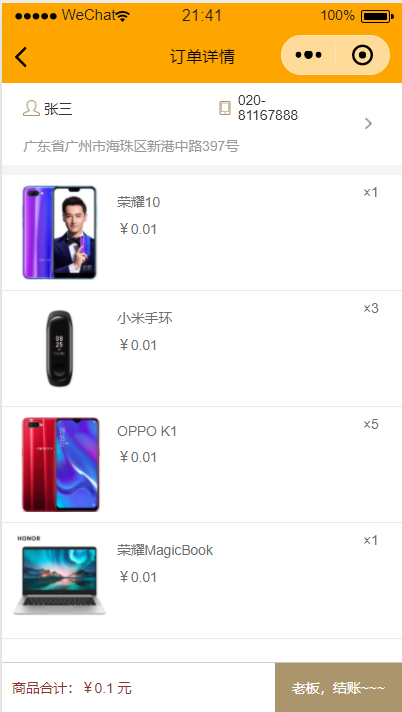 WeChat 21:41 100%
订单详情
张三 020-
81167888
广东省广州市海珠区新港中路397号
荣耀10 ×1
￥0.01
小米手环 ×3
￥0.01
OPPO K1 ×5
￥0.01
HONOR
荣耀MagicBook ×1
￥0.01
商品合计：￥0.1 元 老板，结账~~~